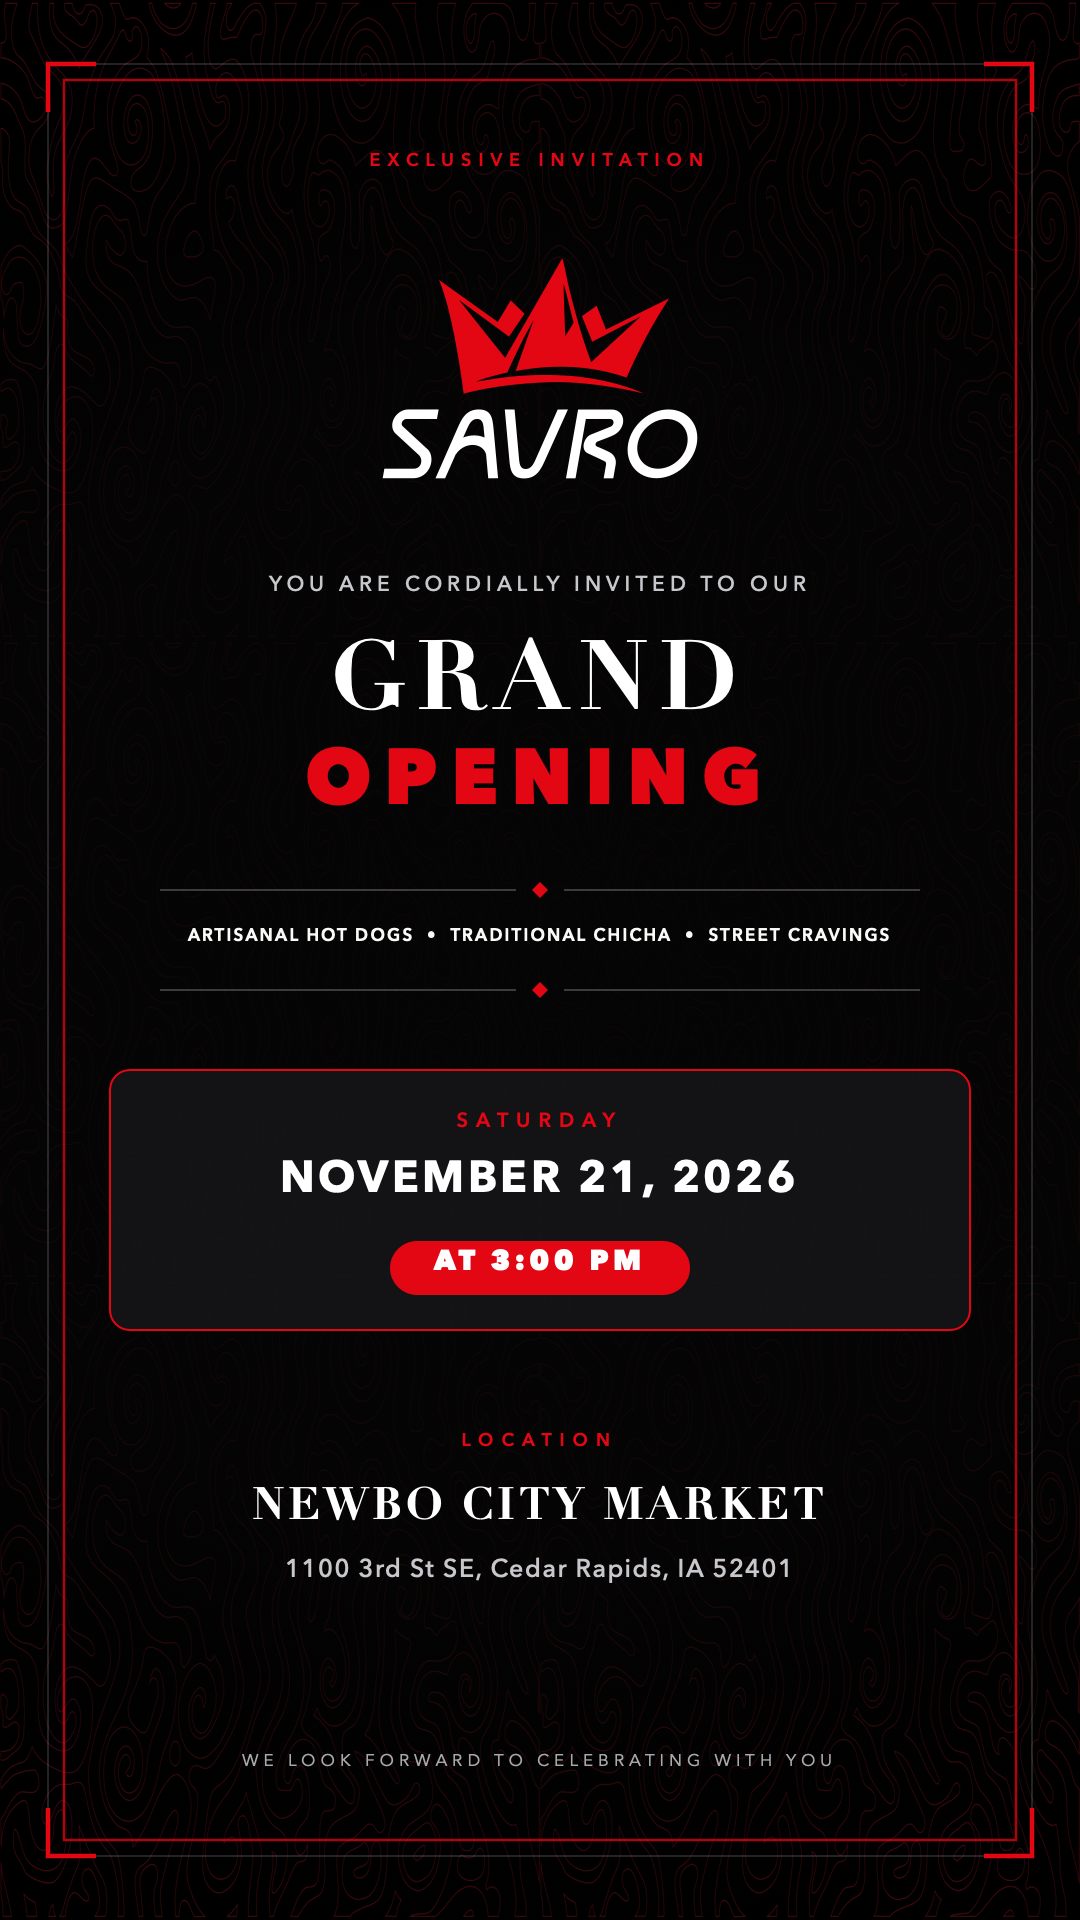 EXCLUSIVE INVITATION
SAVRO
YOU ARE CORDIALLY INVITED TO OUR
GRAND
OPENING
ARTISANAL HOT DOGS • TRADITIONAL CHICHA • STREET CRAVINGS
SATURDAY
NOVEMBER 21, 2026
AT 3:00 PM
LOCATION
NEWBO CITY MARKET
1100 3rd St SE, Cedar Rapids, IA 52401
WE LOOK FORWARD TO CELEBRATING WITH YOU